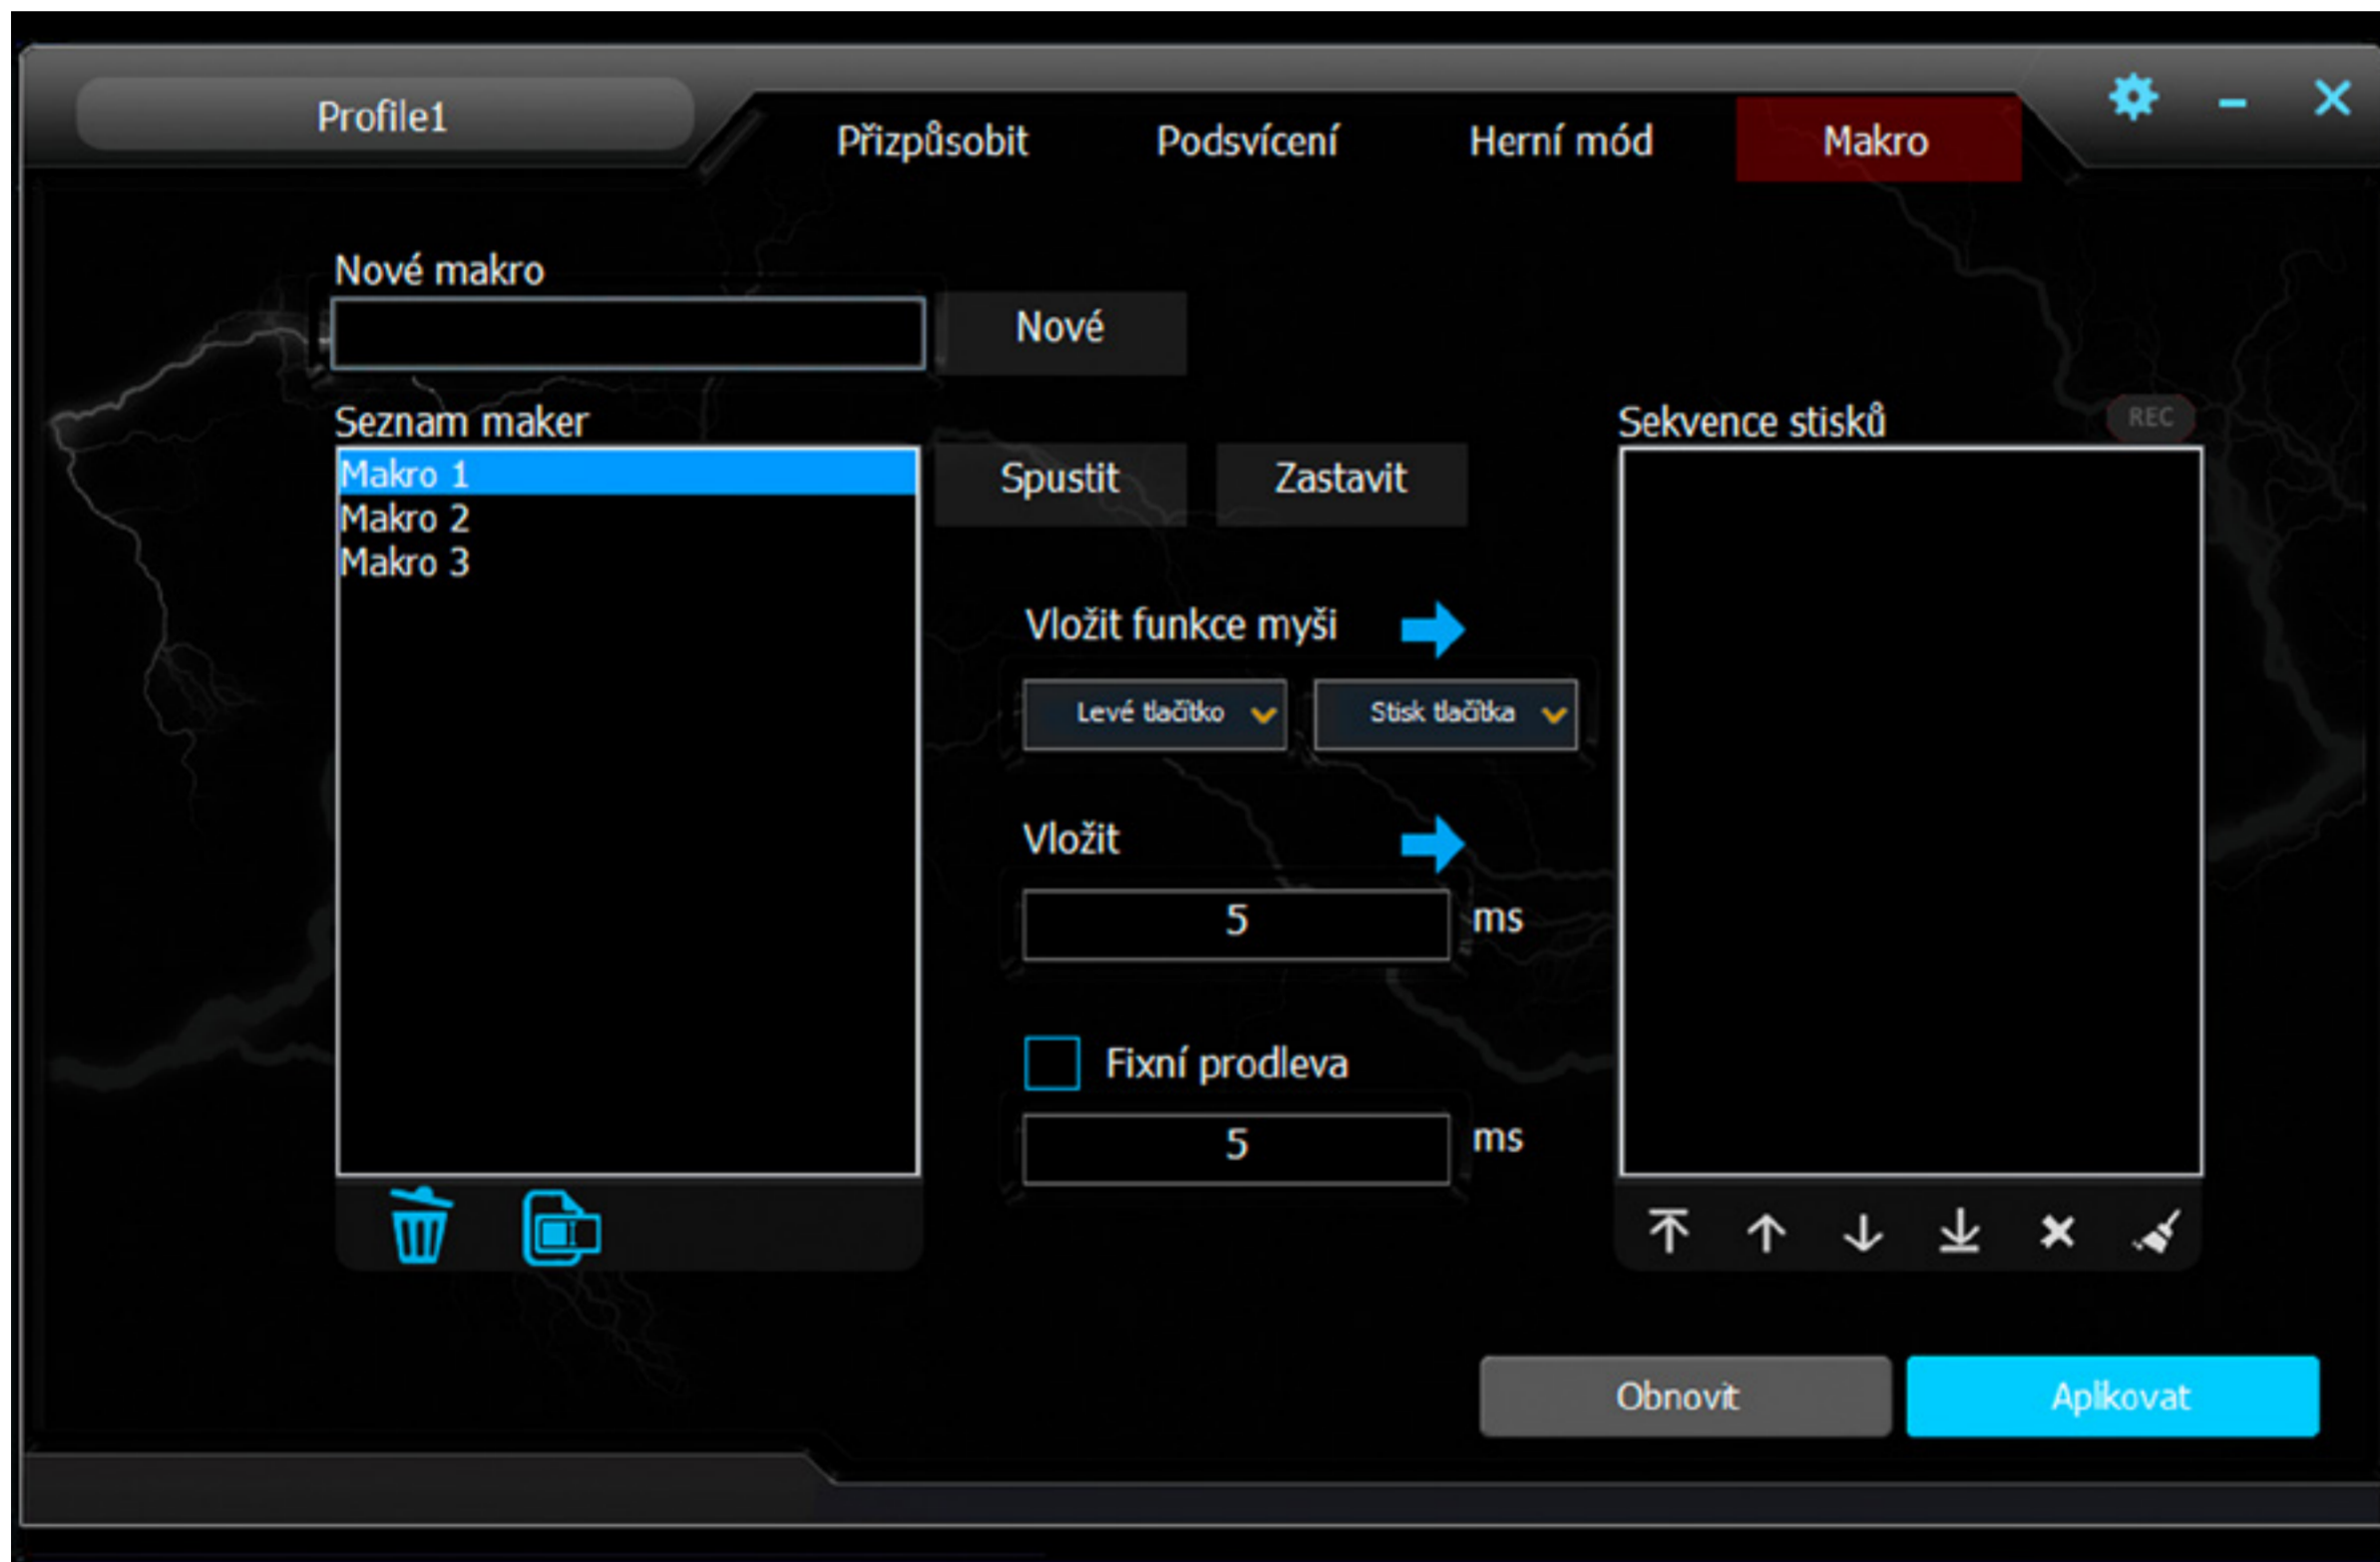 Profile1
Přizpůsobit
Podsvícení
Herní mód
Makro
Nové makro
Nové
Seznam maker
Makro 1
Makro 2
Makro 3
Spustit
Zastavit
Vložit funkce myši
Levé tlačítko
Stisk tlačítka
Vložit
5
ms
Fixní prodleva
5
ms
Sekvence stisků
REC
Obnovit
Aplikovat